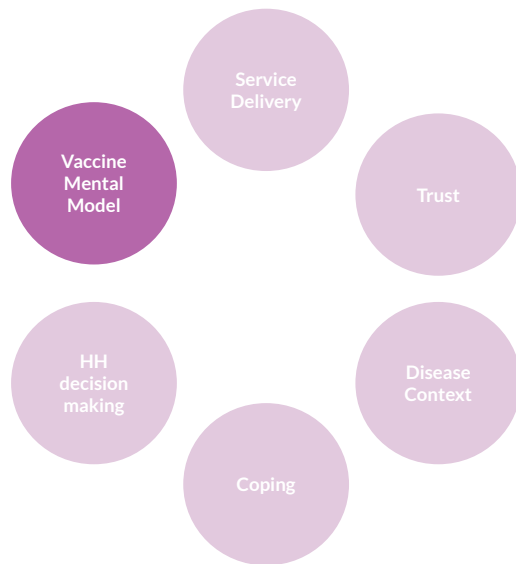 Service
Delivery
Vaccine
Mental
Model
Trust
HH
decision
making
Disease
Context
Coping